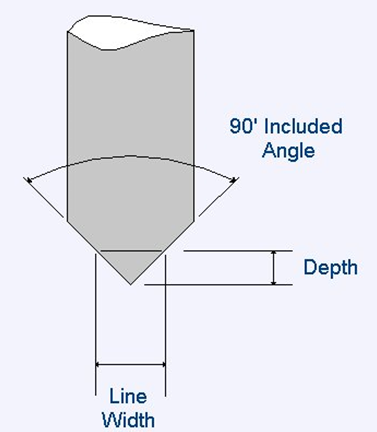 90' Included
Angle
Depth
Line
Width